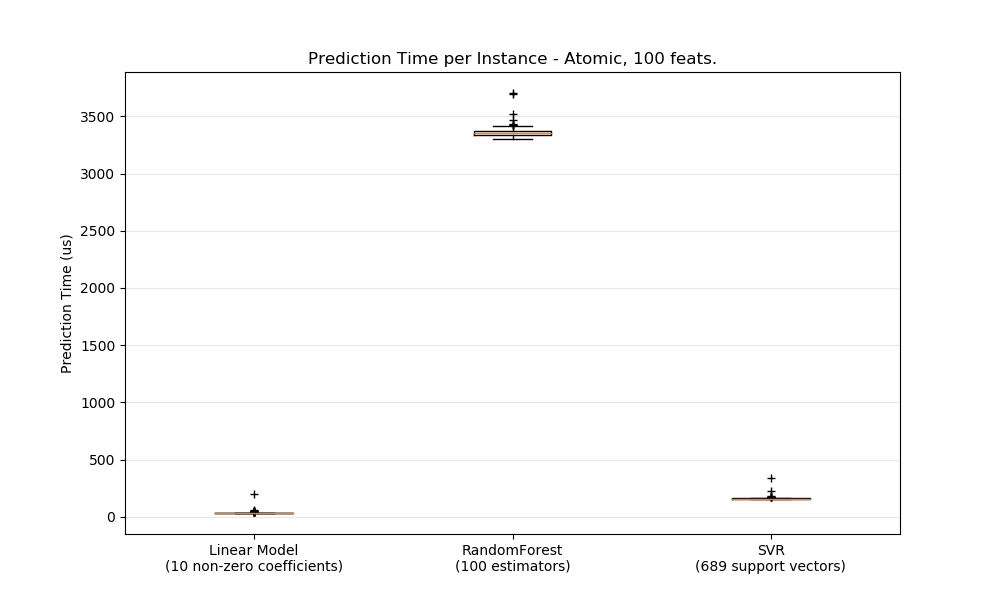 Prediction Time per Instance - Atomic, 100 feats.
Prediction Time (us)
3500
3000
2500
2000
1500
1000
500
0
Linear Model
(10 non-zero coefficients)
RandomForest
(100 estimators)
SVR
(689 support vectors)